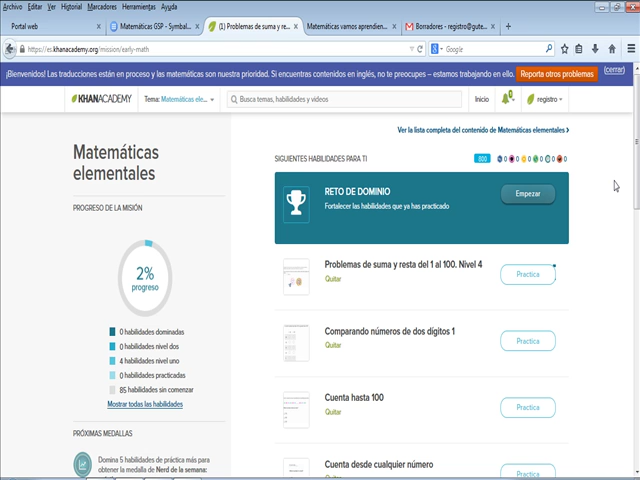 Archivo Editar Ver Historial Marcadores Herramientas Ayuda
Portal web
Matemáticas GSP - Symbal...
(1) Problemas de suma y re...
Matemáticas vamos aprendien...
Borradores - registro@gute...
https://es.khanacademy.org/mission/early-math
Google
¡Bienvenidos! Las traducciones están en proceso y las matemáticas son nuestra prioridad. Si encuentras contenidos en inglés, no te preocupes – estamos trabajando en ello.
Reporta otros problemas
(cerrar)
KHANACADEMY
Tema: Matemáticas ele...
Busca temas, habilidades y videos
Inicio
registro
Ver la lista completa del contenido de Matemáticas elementales
Matemáticas
elementales
PROGRESO DE LA MISIÓN
2%
progreso
0 habilidades dominadas
0 habilidades nivel dos
4 habilidades nivel uno
0 habilidades practicadas
85 habilidades sin comenzar
Mostrar todas las habilidades
PRÓXIMAS MEDALLAS
Domina 5 habilidades de práctica más para
obtener la medalla de Nerd de la semana:
SIGUIENTES HABILIDADES PARA TI
800 0 0 0 0 0 0
RETO DE DOMINIO
Fortalecer las habilidades que ya has practicado
Empezar
Problemas de suma y resta del 1 al 100. Nivel 4
Quitar
Practica
Comparando números de dos dígitos 1
Quitar
Practica
Cuenta hasta 100
Quitar
Practica
Cuenta desde cualquier número
Quitar
Practica